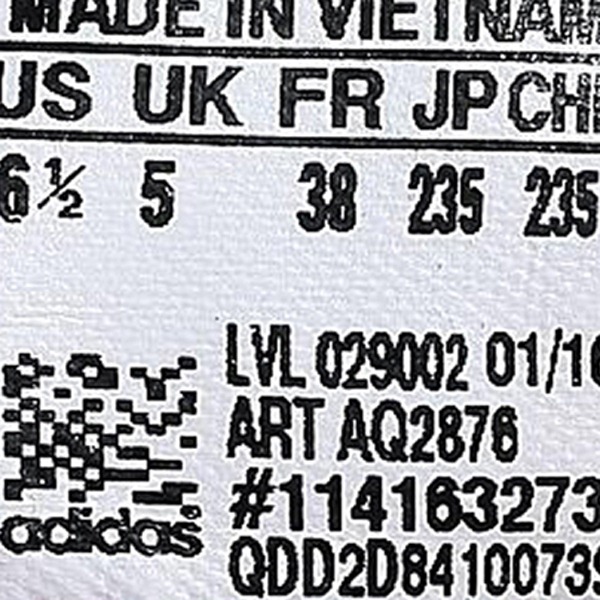 MADE IN VIETNAM
US UK FR JP CHI
6½ 5 38 235 235
LVL 029002 01/16
ART AQ2876
#114163273
adidas
QDD2D84100739